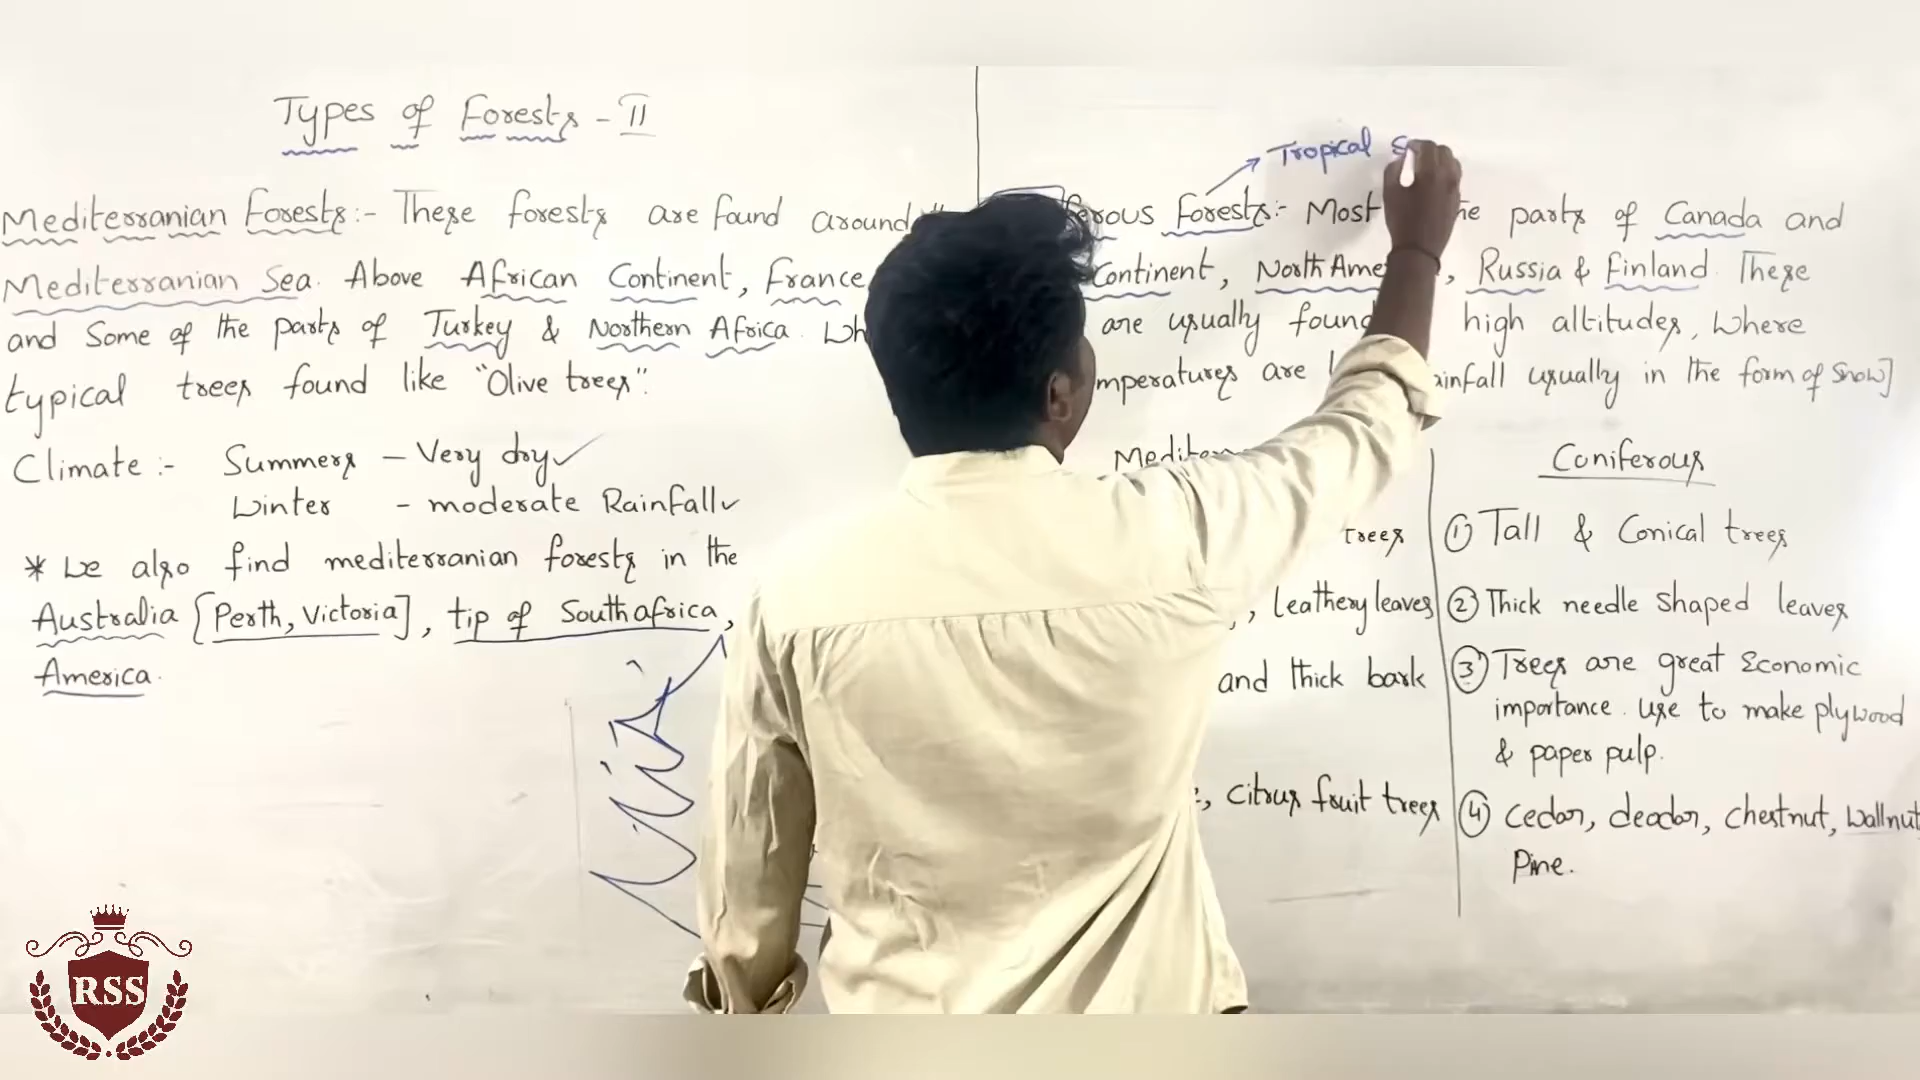 Types of Forests - II
Mediterranian Forests:- These forests are found around
Mediterranian Sea. Above African Continent, France
and Some of the parts of Turkey & Northern Africa. Wh
typical trees found like "Olive trees".
Climate :- Summers - Very dry✓
Winter - moderate Rainfall✓
* We also find mediterranian forests in the
Australia [Perth, Victoria], tip of South africa,
America.
Tropical S
ferous Forests:- Most he parts of Canada and
Continent, North Ame , Russia & Finland. These
are usually found high altitudes, Where
mperatures are ainfall usually in the form of Snow]
Mediter
trees
, Leathery leaves
and thick bark
, Citrus fruit trees
Coniferous
① Tall & Conical trees
② Thick needle shaped leaves
③ Trees are great Economic
importance. Use to make plywood
& paper pulp.
④ Cedar, deodar, chestnut, wallnut
Pine.
RSS